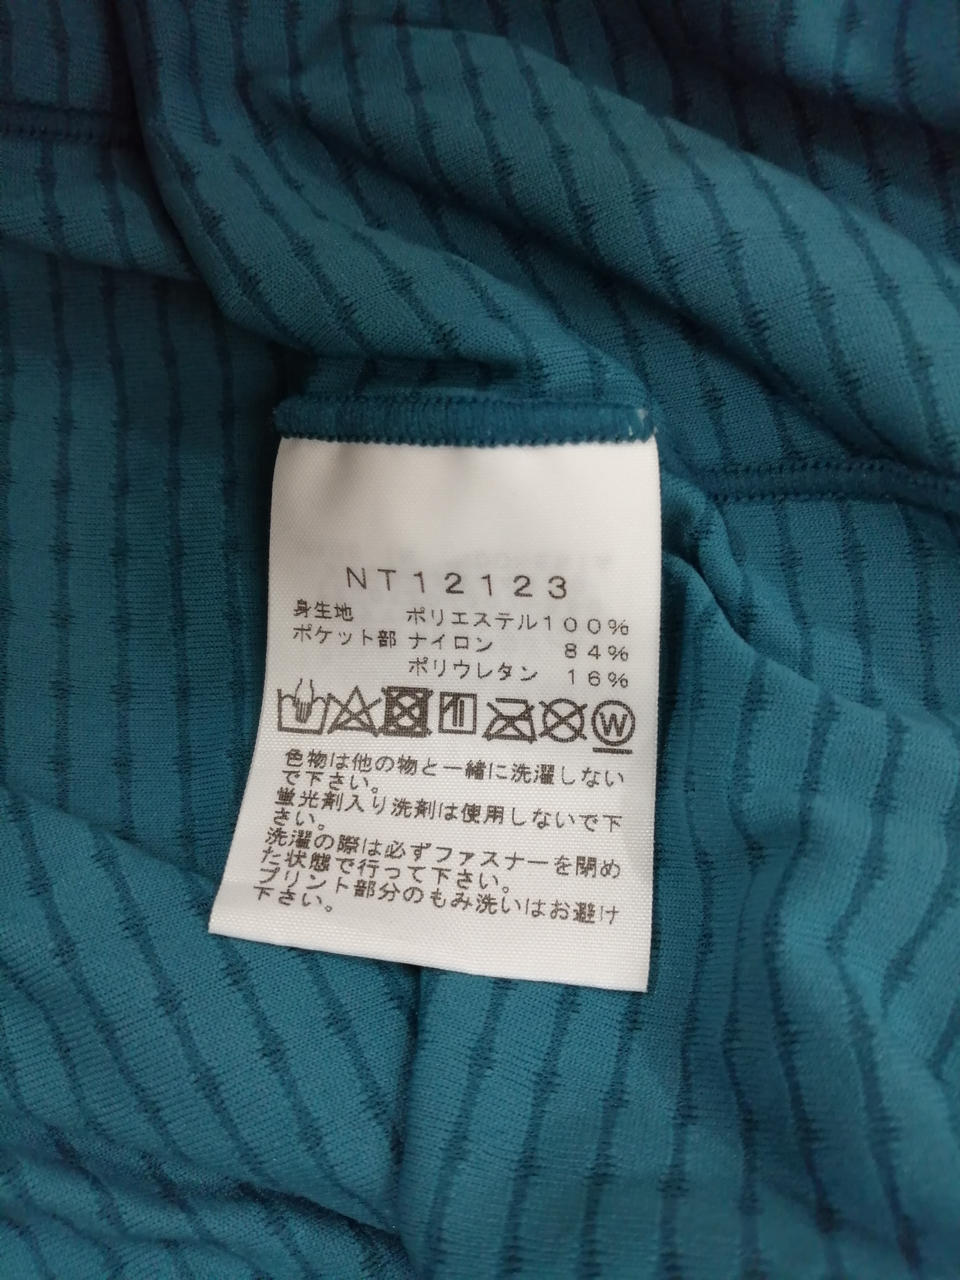 NT12123
身生地 ポリエステル100%
ポケット部 ナイロン 84%
ポリウレタン 16%
W
色物は他の物と一緒に洗濯しない
で下さい。
蛍光剤入り洗剤は使用しないで下
さい。
洗濯の際は必ずファスナーを閉め
た状態で行って下さい。
プリント部分のもみ洗いはお避け
下さい。